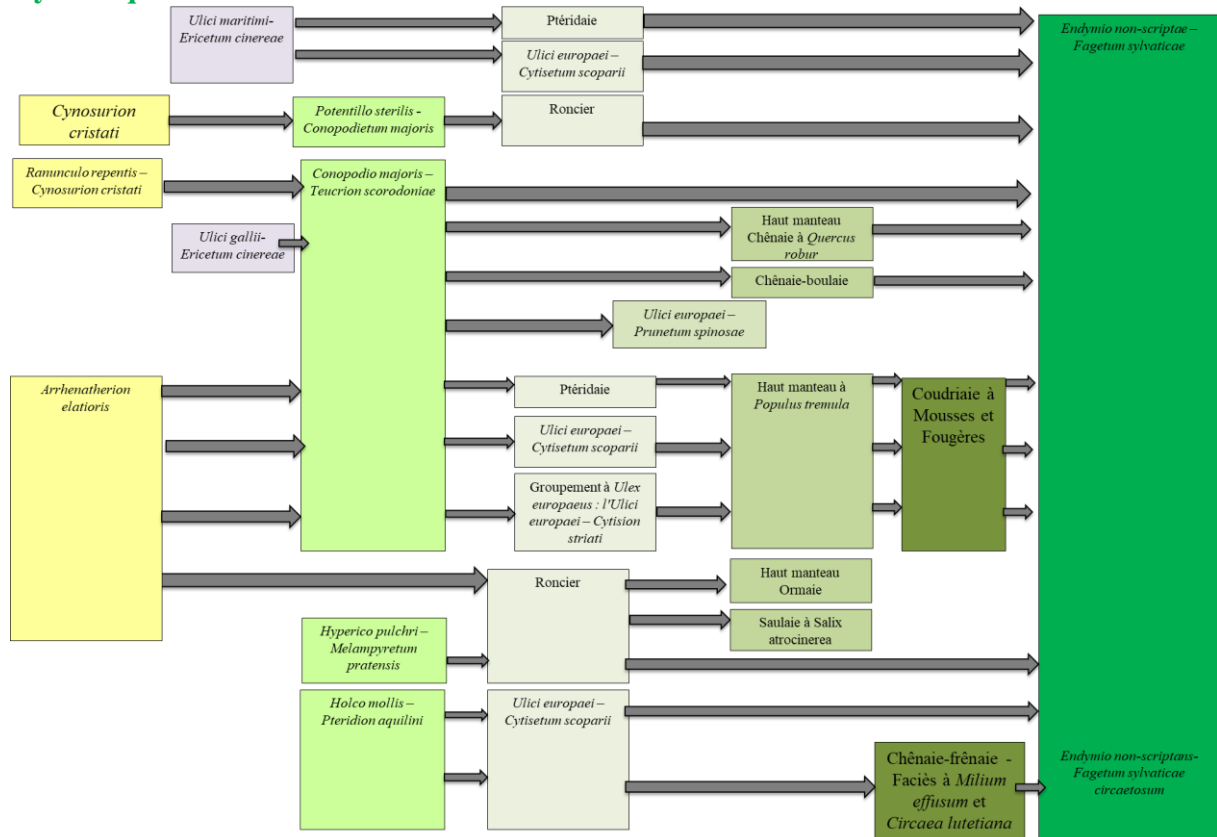 Ulici maritimi-
Ericetum cinereae
Ptéridaie
Ulici europaei –
Cytisetum scoparii
Endymio non-scriptae –
Fagetum sylvaticae
Cynosurion
cristati
Potentillo sterilis -
Conopodietum majoris
Roncier
Ranunculo repentis –
Cynosurion cristati
Conopodio majoris –
Teucrion scorodoniae
Ulici gallii-
Ericetum cinereae
Haut manteau
Chênaie à Quercus
robur
Chênaie-boulaie
Ulici europaei –
Prunetum spinosae
Arrhenatherion
elatioris
Ptéridaie
Ulici europaei –
Cytisetum scoparii
Groupement à Ulex
europaeus : l'Ulici
europaei – Cytision
striati
Haut manteau à
Populus tremula
Coudriaie à
Mousses et
Fougères
Roncier
Haut manteau
Ormaie
Saulaie à Salix
atrocinerea
Hyperico pulchri –
Melampyretum
pratensis
Holco mollis –
Pteridion aquilini
Ulici europaei –
Cytisetum scoparii
Chênaie-frênaie -
Faciès à Milium
effusum et
Circaea lutetiana
Endymio non-scriptans-
Fagetum sylvaticae
circaetosum